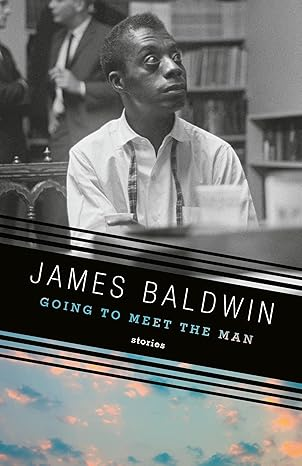 JAMES BALDWIN
GOING TO MEET THE MAN
stories